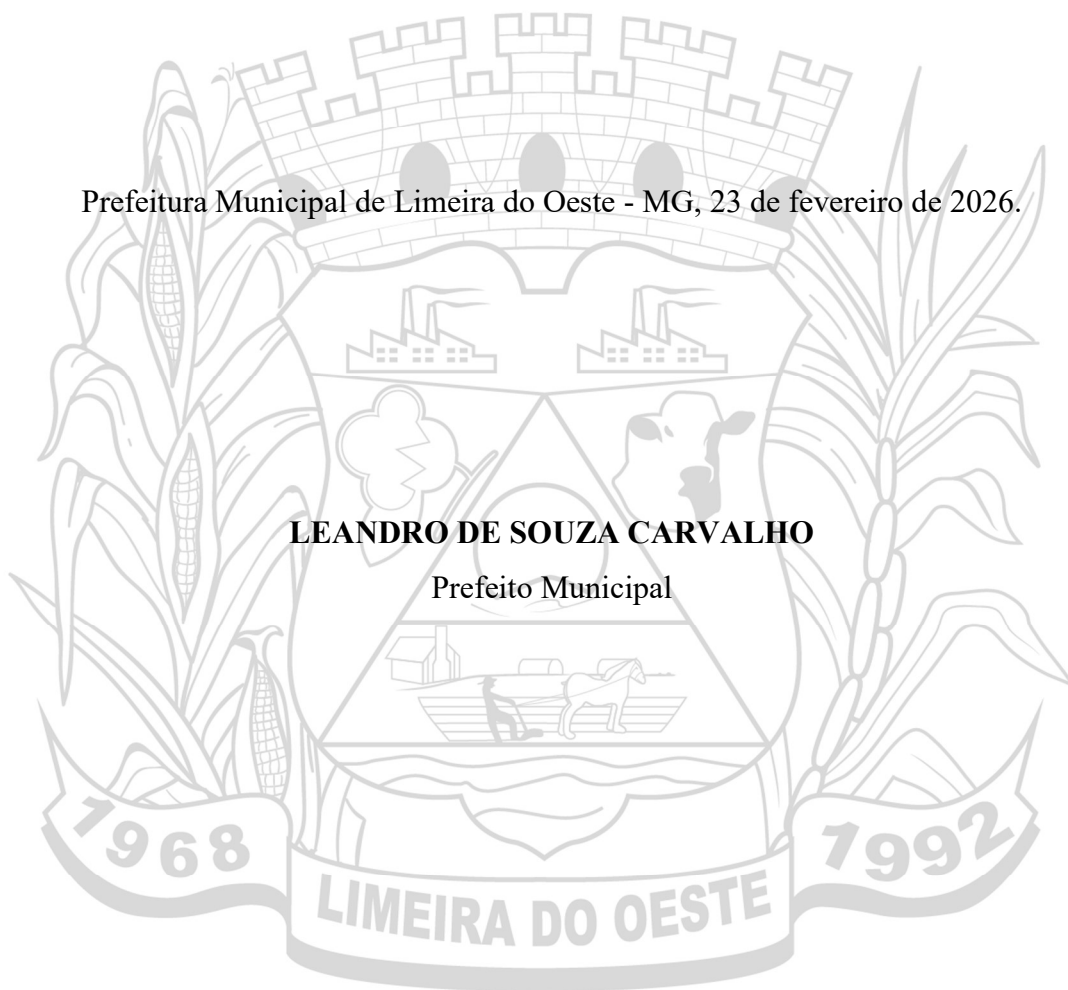 Prefeitura Municipal de Limeira do Oeste - MG, 23 de fevereiro de 2026.
LEANDRO DE SOUZA CARVALHO
Prefeito Municipal
1968
1992
LIMEIRA DO OESTE